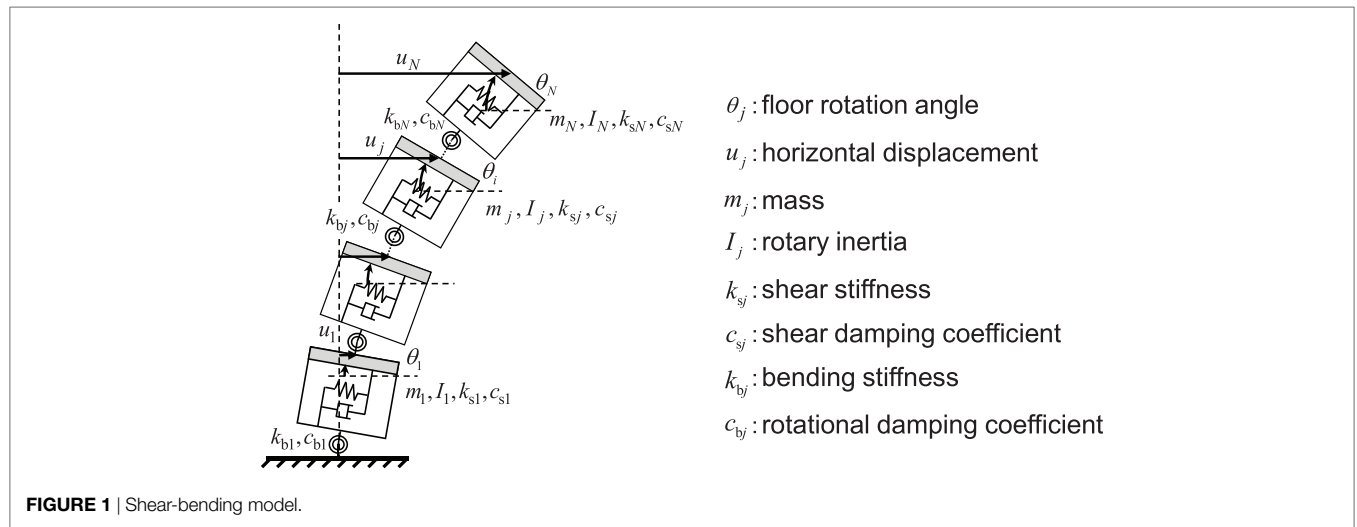 u_N
θ_N
k_bN, c_bN
m_N, I_N, k_sN, c_sN
u_j
θ_i
k_bj, c_bj
m_j, I_j, k_sj, c_sj
u_1
θ_1
m_1, I_1, k_s1, c_s1
k_b1, c_b1
θ_j : floor rotation angle
u_j : horizontal displacement
m_j : mass
I_j : rotary inertia
k_sj : shear stiffness
c_sj : shear damping coefficient
k_bj : bending stiffness
c_bj : rotational damping coefficient
FIGURE 1 | Shear-bending model.